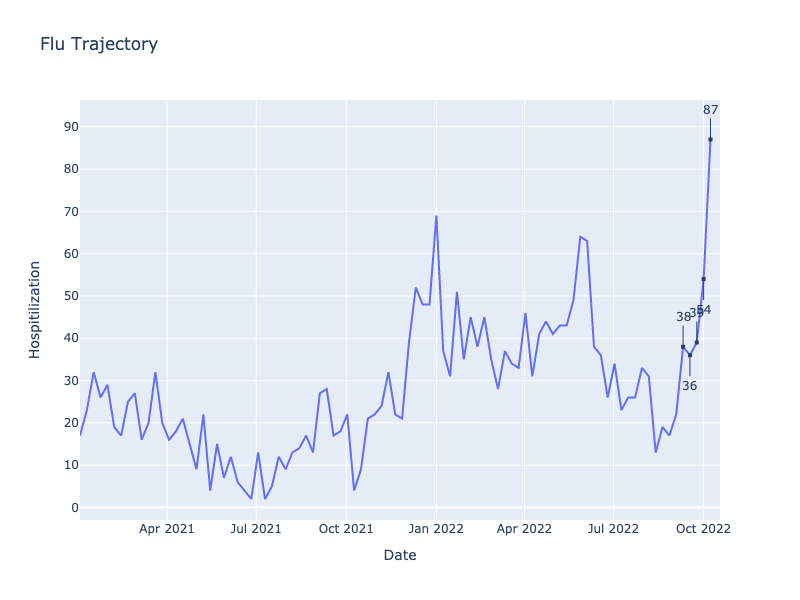 Flu Trajectory
87
90
80
70
60
50
40
30
20
10
0
38
39
54
36
Hospitilization
Apr 2021
Jul 2021
Oct 2021
Jan 2022
Apr 2022
Jul 2022
Oct 2022
Date